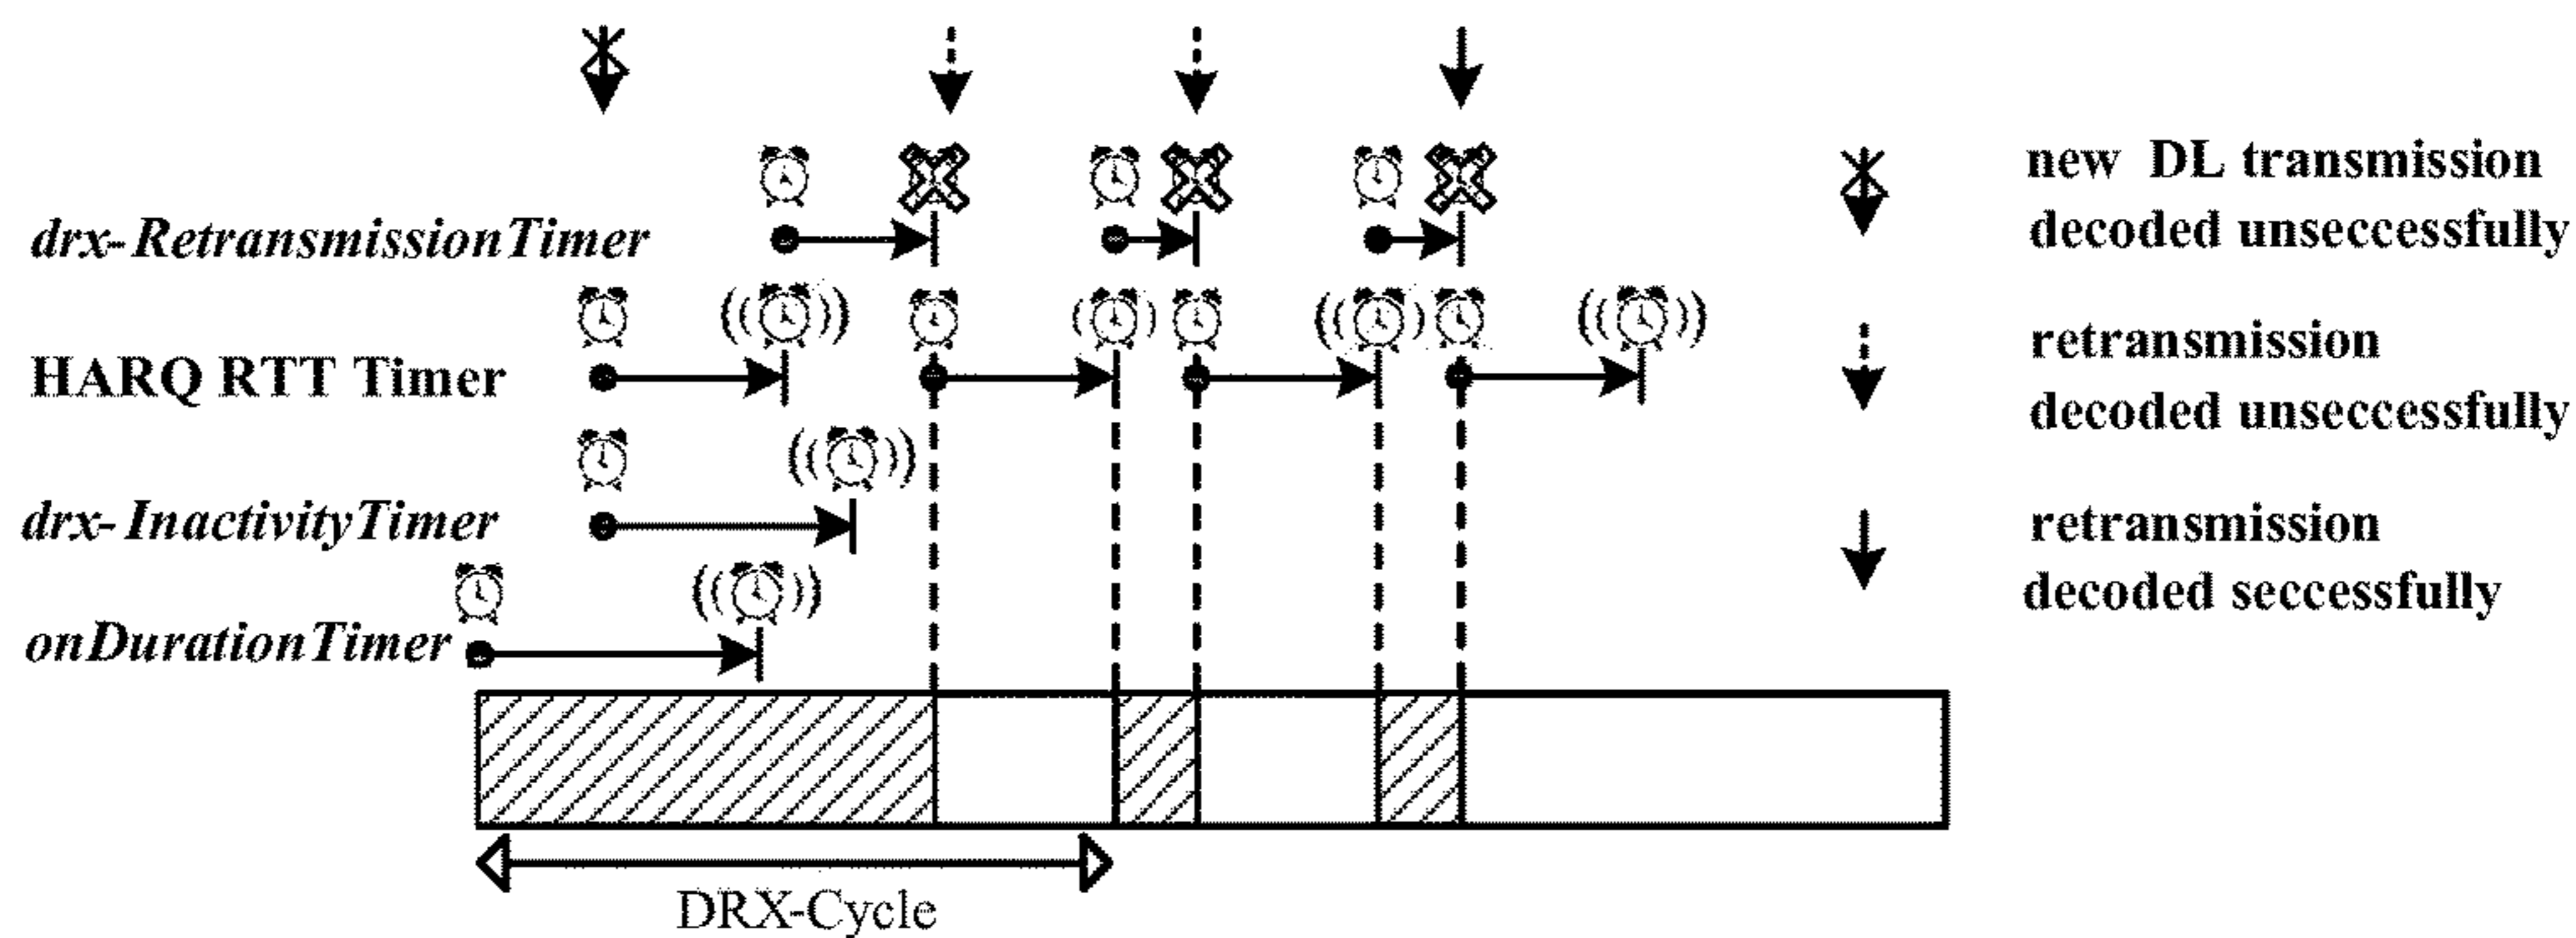 drx-RetransmissionTimer
HARQ RTT Timer
drx-InactivityTimer
onDurationTimer
DRX-Cycle
new DL transmission
decoded unseccessfully
retransmission
decoded unseccessfully
retransmission
decoded seccessfully